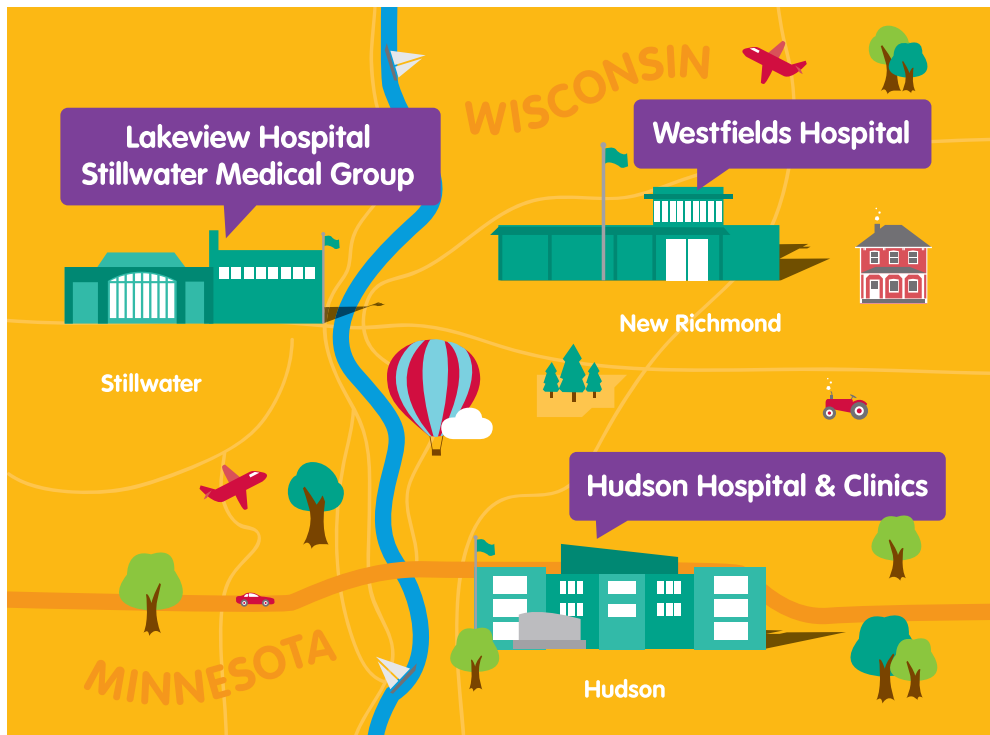 WISCONSIN
Lakeview Hospital
Stillwater Medical Group
Westfields Hospital
New Richmond
Stillwater
Hudson Hospital & Clinics
MINNESOTA
Hudson